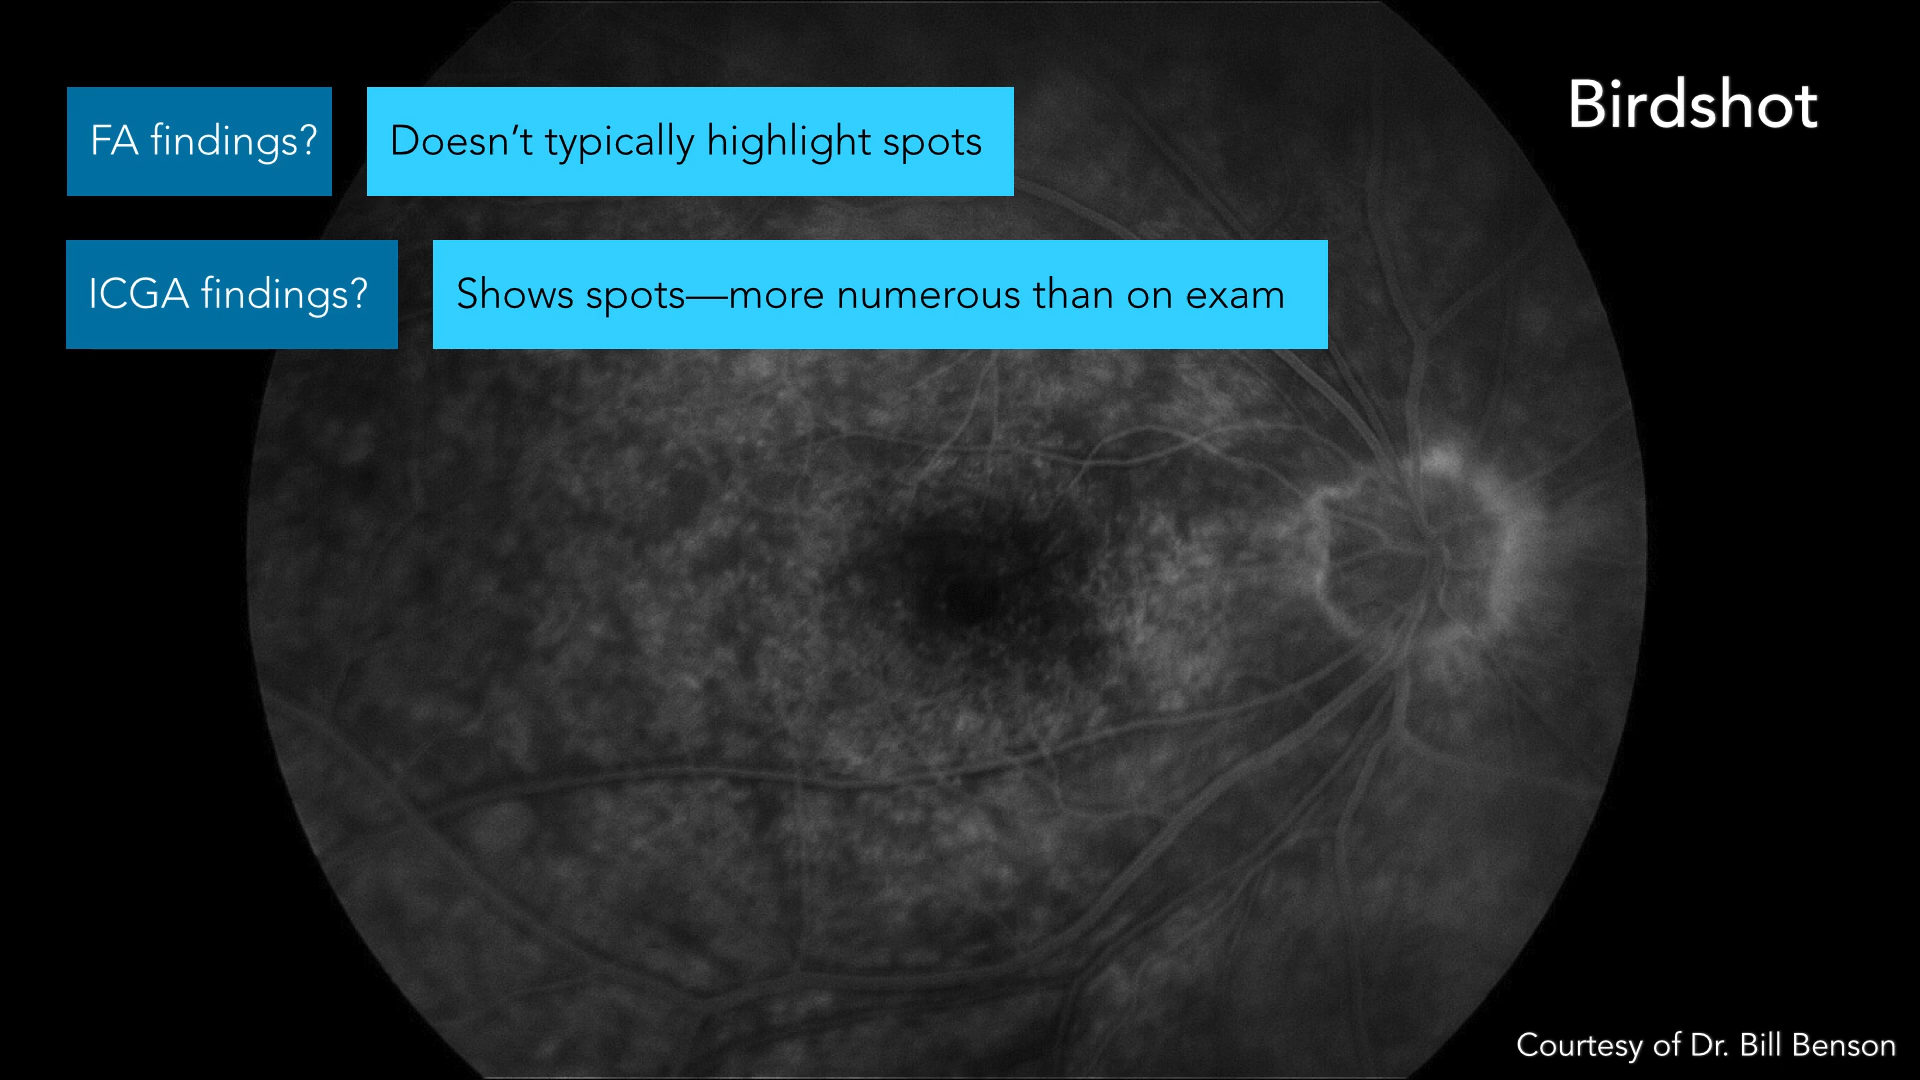 Birdshot
FA findings?
Doesn’t typically highlight spots
ICGA findings?
Shows spots—more numerous than on exam
Courtesy of Dr. Bill Benson